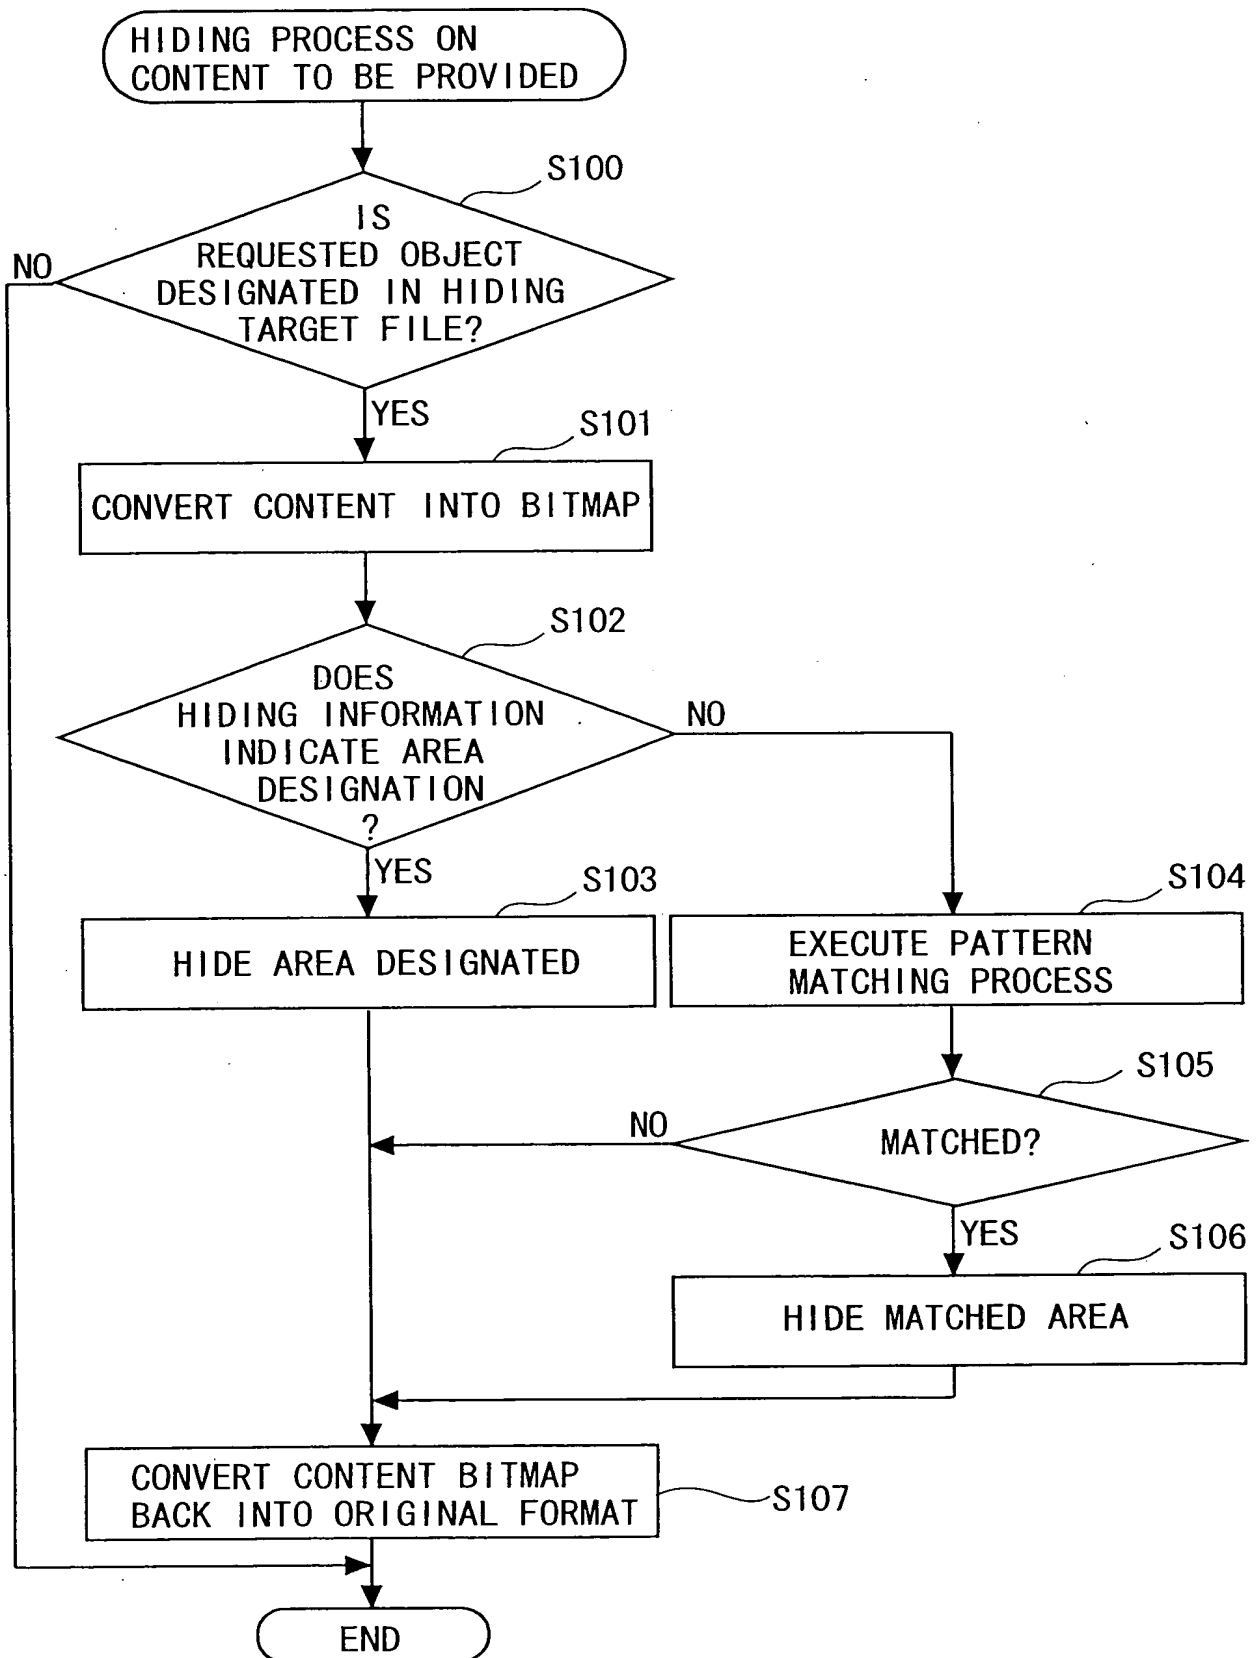 HIDING PROCESS ON
CONTENT TO BE PROVIDED
S100
IS
REQUESTED OBJECT
DESIGNATED IN HIDING
TARGET FILE?
NO
YES
S101
CONVERT CONTENT INTO BITMAP
S102
DOES
HIDING INFORMATION
INDICATE AREA
DESIGNATION
?
NO
YES
S103
HIDE AREA DESIGNATED
S104
EXECUTE PATTERN
MATCHING PROCESS
S105
MATCHED?
NO
YES
S106
HIDE MATCHED AREA
CONVERT CONTENT BITMAP
BACK INTO ORIGINAL FORMAT
S107
END